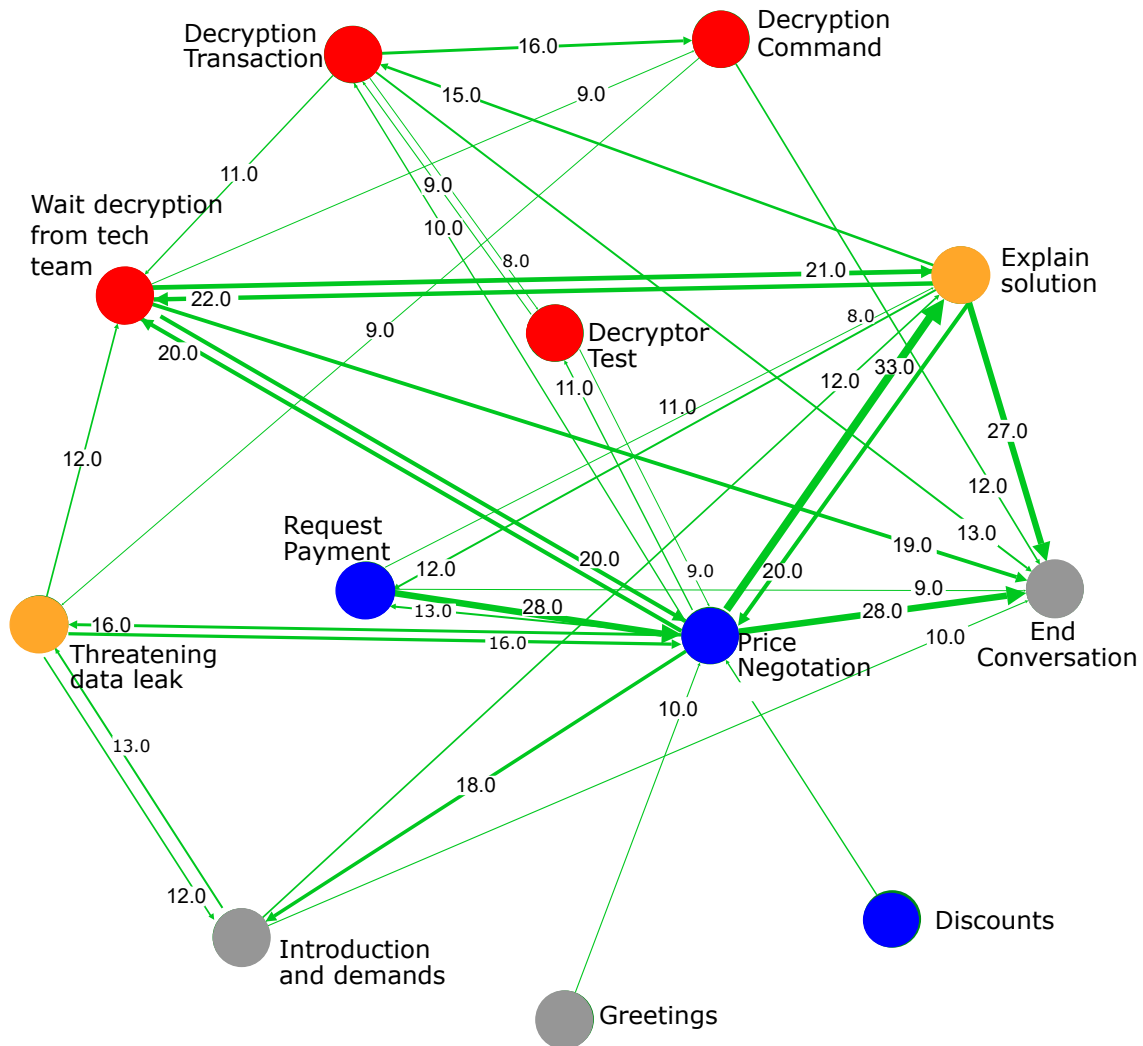 Decryption
Transaction
Decryption
Command
16.0
15.0
9.0
11.0
9.0
Wait decryption
from tech
team
10.0
8.0
21.0
22.0
Explain
solution
8.0
9.0
Decryptor
Test
20.0
33.0
12.0
11.0
11.0
27.0
12.0
12.0
Request
Payment
19.0
13.0
20.0
12.0
9.0
20.0
9.0
28.0
13.0
28.0
16.0
16.0
10.0
End
Conversation
Price
Negotation
Threatening
data leak
10.0
13.0
18.0
12.0
Discounts
Introduction
and demands
Greetings